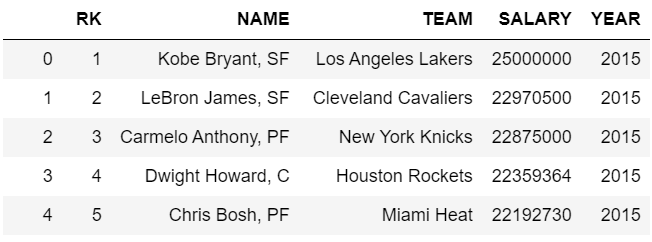 RK NAME TEAM SALARY YEAR
0 1 Kobe Bryant, SF Los Angeles Lakers 25000000 2015
1 2 LeBron James, SF Cleveland Cavaliers 22970500 2015
2 3 Carmelo Anthony, PF New York Knicks 22875000 2015
3 4 Dwight Howard, C Houston Rockets 22359364 2015
4 5 Chris Bosh, PF Miami Heat 22192730 2015